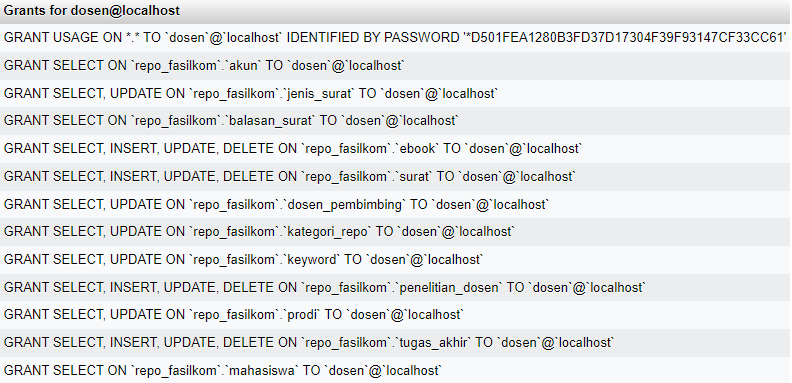 Grants for dosen@localhost
GRANT USAGE ON *.* TO `dosen`@`localhost` IDENTIFIED BY PASSWORD '*D501FEA1280B3FD37D17304F39F93147CF33CC61'
GRANT SELECT ON `repo_fasilkom`.`akun` TO `dosen`@`localhost`
GRANT SELECT, UPDATE ON `repo_fasilkom`.`jenis_surat` TO `dosen`@`localhost`
GRANT SELECT ON `repo_fasilkom`.`balasan_surat` TO `dosen`@`localhost`
GRANT SELECT, INSERT, UPDATE, DELETE ON `repo_fasilkom`.`ebook` TO `dosen`@`localhost`
GRANT SELECT, INSERT, UPDATE, DELETE ON `repo_fasilkom`.`surat` TO `dosen`@`localhost`
GRANT SELECT, UPDATE ON `repo_fasilkom`.`dosen_pembimbing` TO `dosen`@`localhost`
GRANT SELECT, UPDATE ON `repo_fasilkom`.`kategori_repo` TO `dosen`@`localhost`
GRANT SELECT, UPDATE ON `repo_fasilkom`.`keyword` TO `dosen`@`localhost`
GRANT SELECT, INSERT, UPDATE, DELETE ON `repo_fasilkom`.`penelitian_dosen` TO `dosen`@`localhost`
GRANT SELECT, UPDATE ON `repo_fasilkom`.`prodi` TO `dosen`@`localhost`
GRANT SELECT, INSERT, UPDATE, DELETE ON `repo_fasilkom`.`tugas_akhir` TO `dosen`@`localhost`
GRANT SELECT ON `repo_fasilkom`.`mahasiswa` TO `dosen`@`localhost`